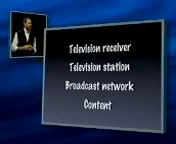 Television receiver
Television station
Broadcast network
Content